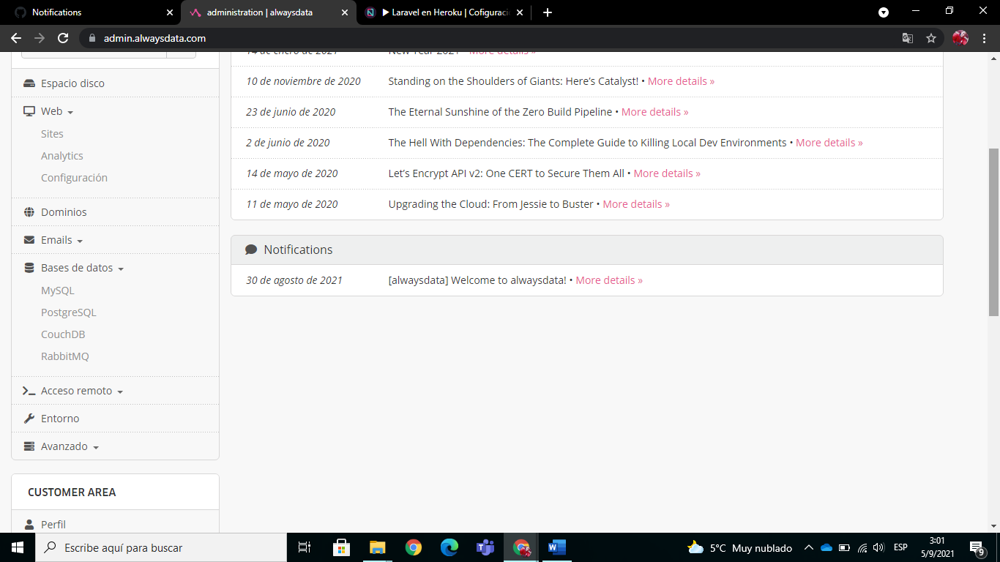 Notifications
administration | alwaysdata
▶ Laravel en Heroku | Cofiguraci
admin.alwaysdata.com
14 de enero de 2021 New Year 2021 • More details »
Espacio disco
10 de noviembre de 2020 Standing on the Shoulders of Giants: Here’s Catalyst! • More details »
Web
23 de junio de 2020 The Eternal Sunshine of the Zero Build Pipeline • More details »
Sites
2 de junio de 2020 The Hell With Dependencies: The Complete Guide to Killing Local Dev Environments • More details »
Analytics
14 de mayo de 2020 Let’s Encrypt API v2: One CERT to Secure Them All • More details »
Configuración
11 de mayo de 2020 Upgrading the Cloud: From Jessie to Buster • More details »
Dominios
Emails
Notifications
Bases de datos
30 de agosto de 2021 [alwaysdata] Welcome to alwaysdata! • More details »
MySQL
PostgreSQL
CouchDB
RabbitMQ
Acceso remoto
Entorno
Avanzado
CUSTOMER AREA
Perfil
Escribe aquí para buscar
5°C Muy nublado
ESP
3:01
5/9/2021
9